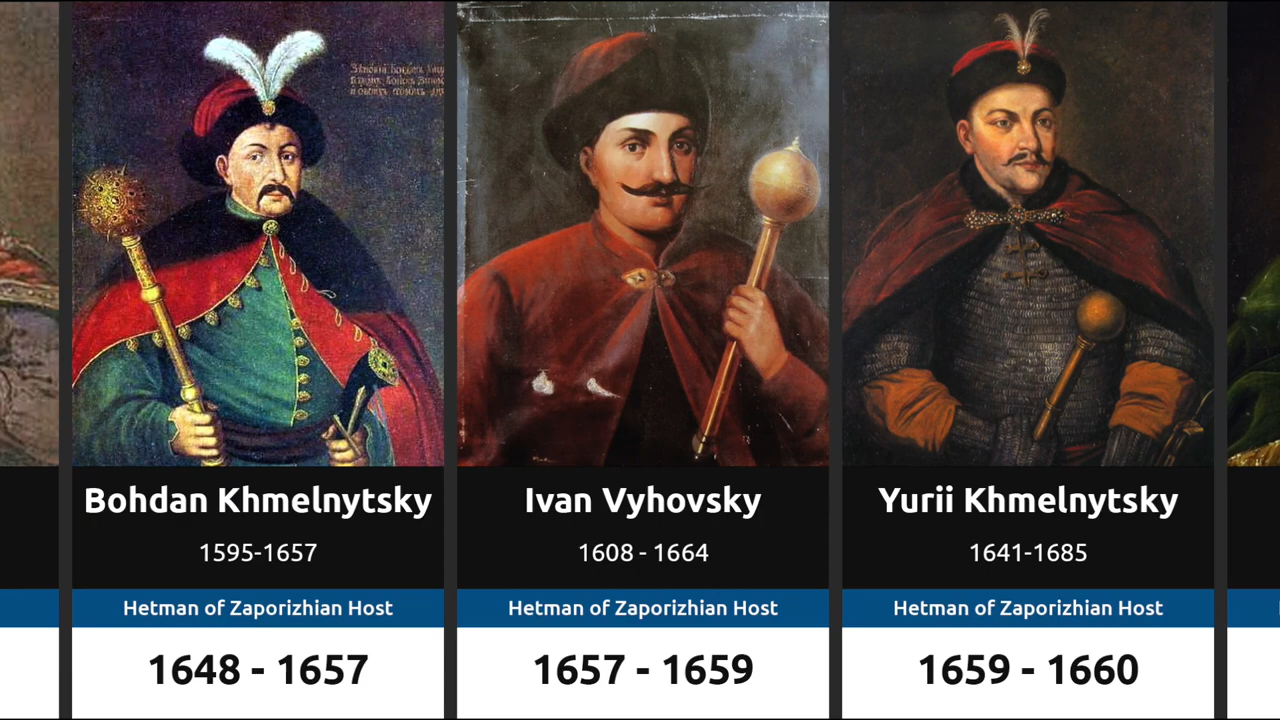 Bohdan Khmelnytsky
1595-1657
Hetman of Zaporizhian Host
1648 - 1657
Ivan Vyhovsky
1608 - 1664
Hetman of Zaporizhian Host
1657 - 1659
Yurii Khmelnytsky
1641-1685
Hetman of Zaporizhian Host
1659 - 1660